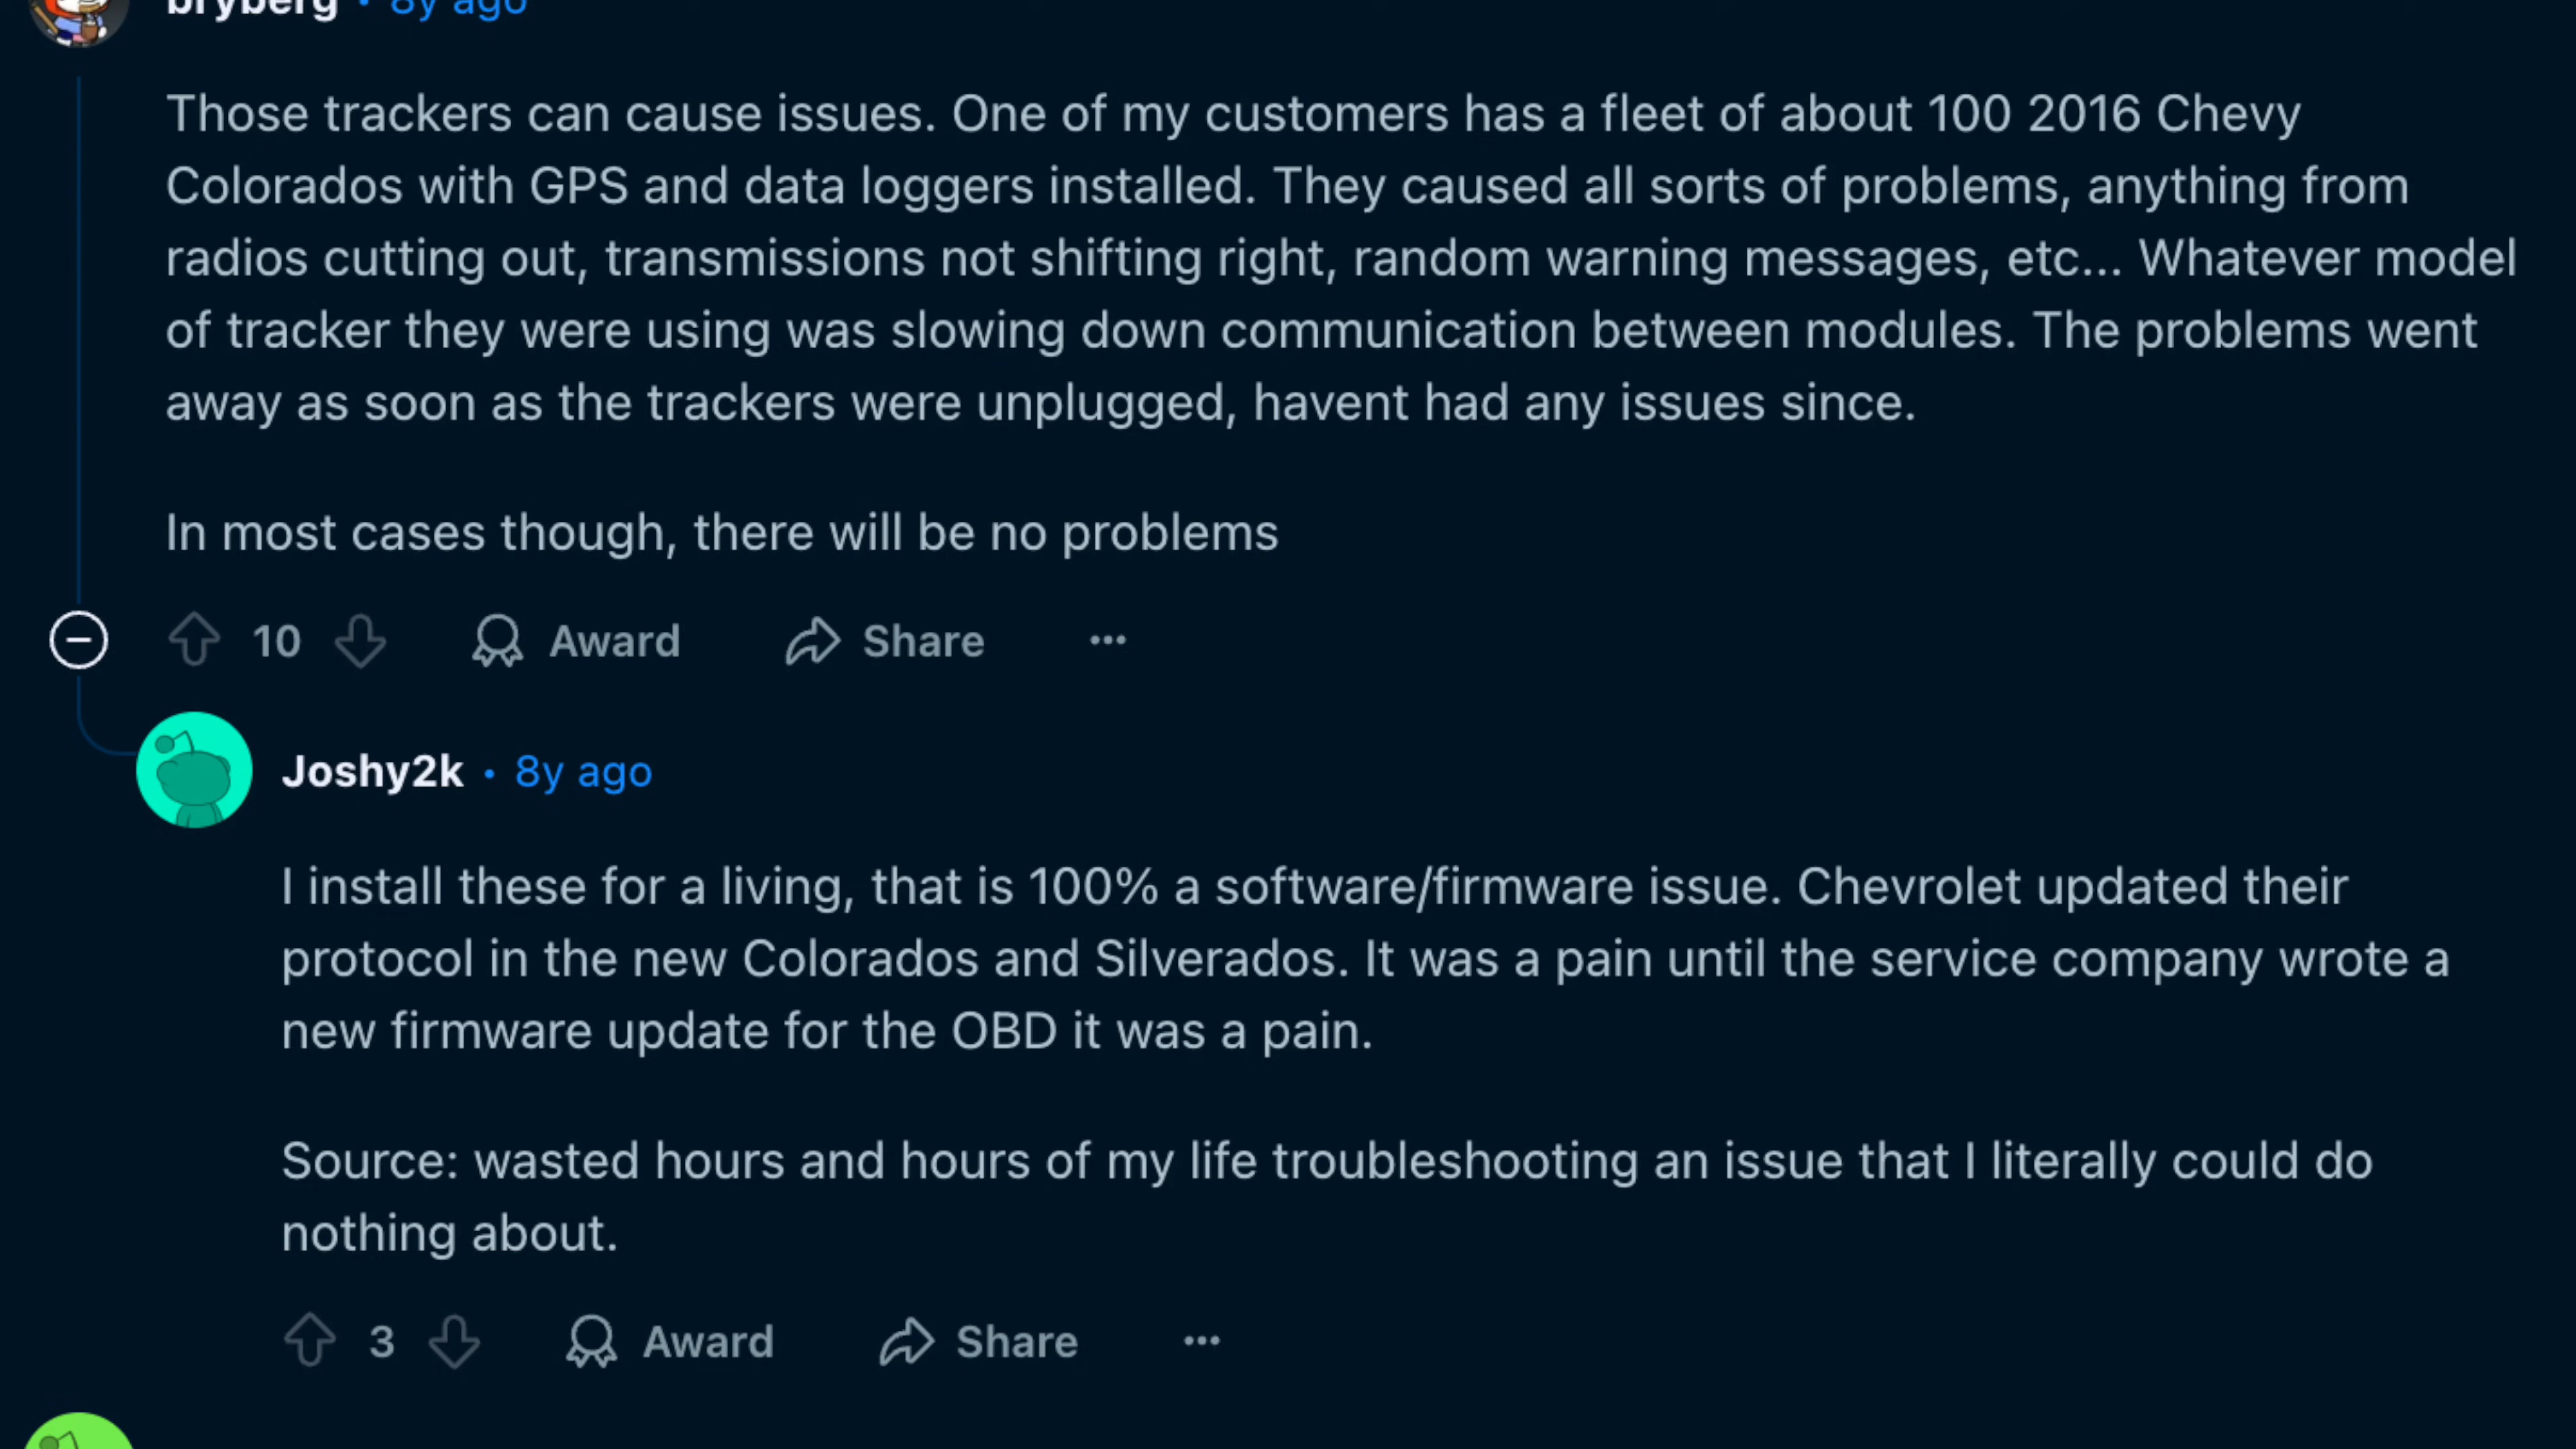 bryberg • 8y ago
Those trackers can cause issues. One of my customers has a fleet of about 100 2016 Chevy
Colorados with GPS and data loggers installed. They caused all sorts of problems, anything from
radios cutting out, transmissions not shifting right, random warning messages, etc... Whatever model
of tracker they were using was slowing down communication between modules. The problems went
away as soon as the trackers were unplugged, havent had any issues since.
In most cases though, there will be no problems
10 Award Share ...
Joshy2k • 8y ago
I install these for a living, that is 100% a software/firmware issue. Chevrolet updated their
protocol in the new Colorados and Silverados. It was a pain until the service company wrote a
new firmware update for the OBD it was a pain.
Source: wasted hours and hours of my life troubleshooting an issue that I literally could do
nothing about.
3 Award Share ...